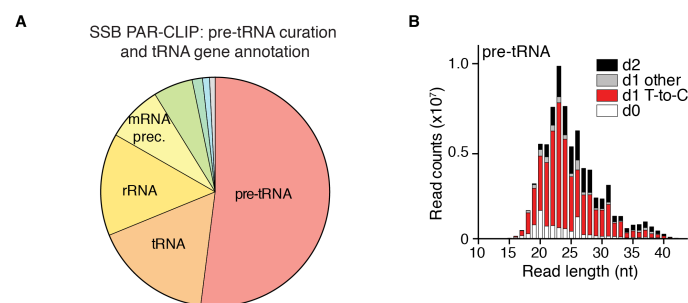 A
SSB PAR-CLIP: pre-tRNA curation
and tRNA gene annotation
mRNA
prec.
rRNA
pre-tRNA
tRNA
B
pre-tRNA
d2
d1 other
d1 T-to-C
d0
Read counts (x10⁷)
1.0
0.5
0
10 15 20 25 30 35 40
Read length (nt)